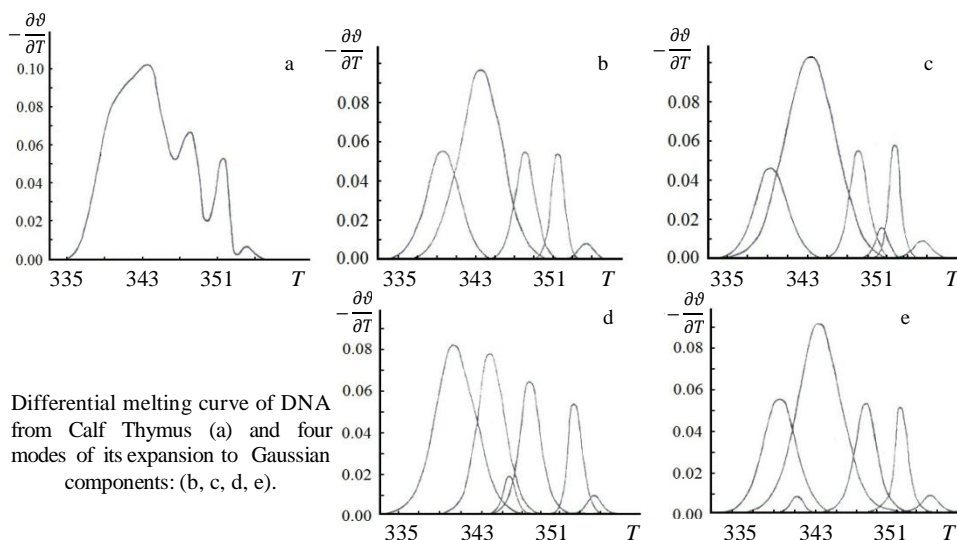 −∂ϑ/∂T
a
0.10
0.08
0.06
0.04
0.02
0.00
335 343 351 T
−∂ϑ/∂T
b
0.08
0.06
0.04
0.02
0.00
335 343 351 T
−∂ϑ/∂T
c
0.08
0.06
0.04
0.02
0.00
335 343 351 T
−∂ϑ/∂T
d
0.08
0.06
0.04
0.02
0.00
335 343 351 T
−∂ϑ/∂T
e
0.08
0.06
0.04
0.02
0.00
335 343 351 T
Differential melting curve of DNA
from Calf Thymus (a) and four
modes of its expansion to Gaussian
components: (b, c, d, e).